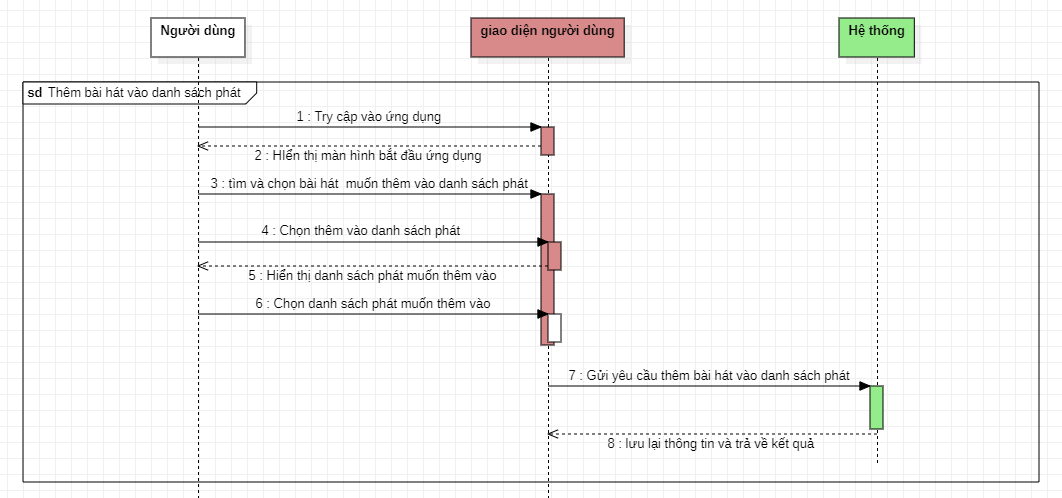 Người dùng
giao diện người dùng
Hệ thống
sd Thêm bài hát vào danh sách phát
1 : Try cập vào ứng dụng
2 : HIển thị màn hình bắt đầu ứng dụng
3 : tìm và chọn bài hát muốn thêm vào danh sách phát
4 : Chọn thêm vào danh sách phát
5 : Hiển thị danh sách phát muốn thêm vào
6 : Chọn danh sách phát muốn thêm vào
7 : Gửi yêu cầu thêm bài hát vào danh sách phát
8 : lưu lại thông tin và trả về kết quả